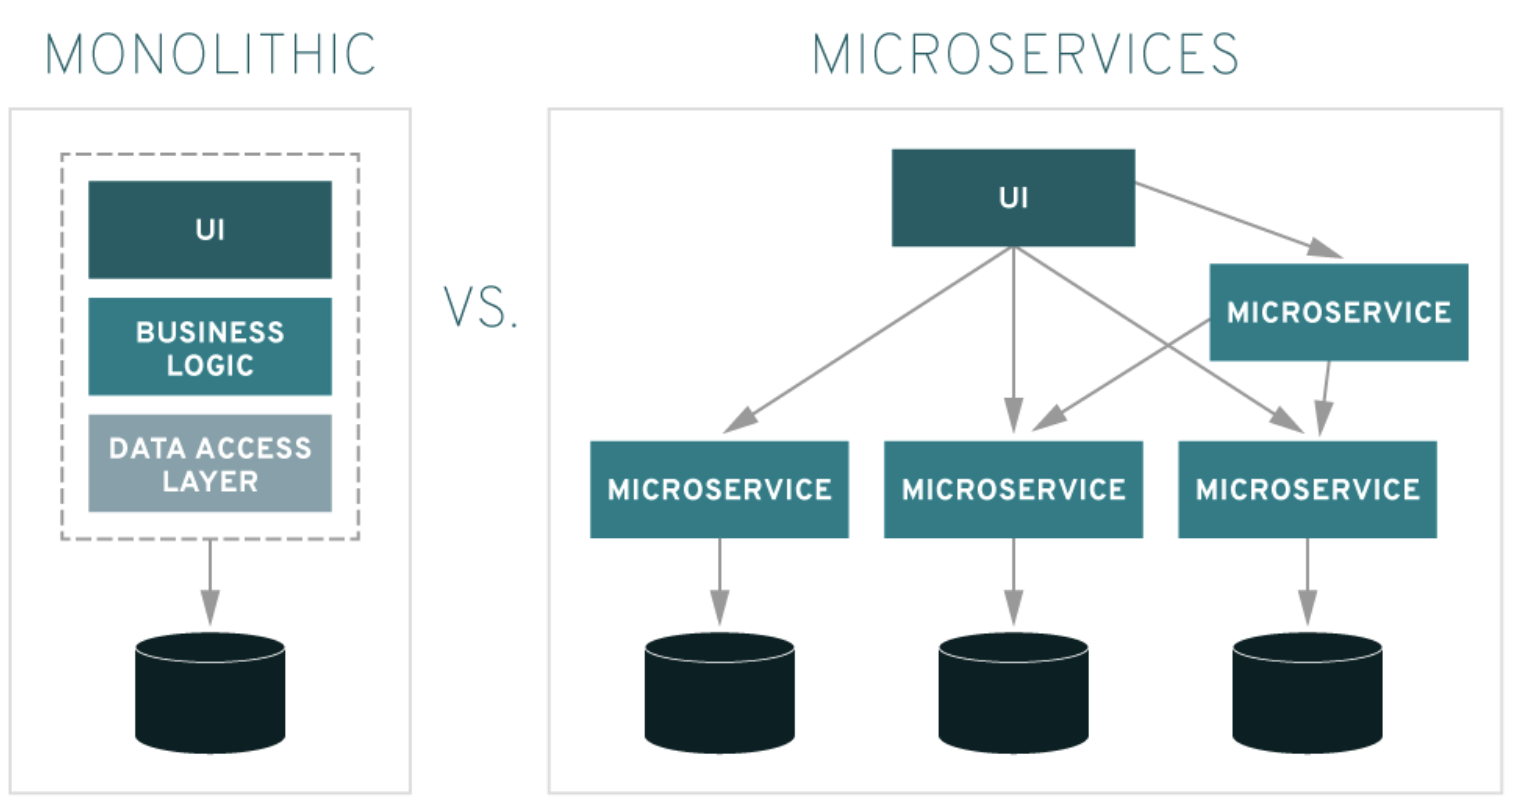 MONOLITHIC
UI
BUSINESS
LOGIC
DATA ACCESS
LAYER
VS.
MICROSERVICES
UI
MICROSERVICE
MICROSERVICE
MICROSERVICE
MICROSERVICE